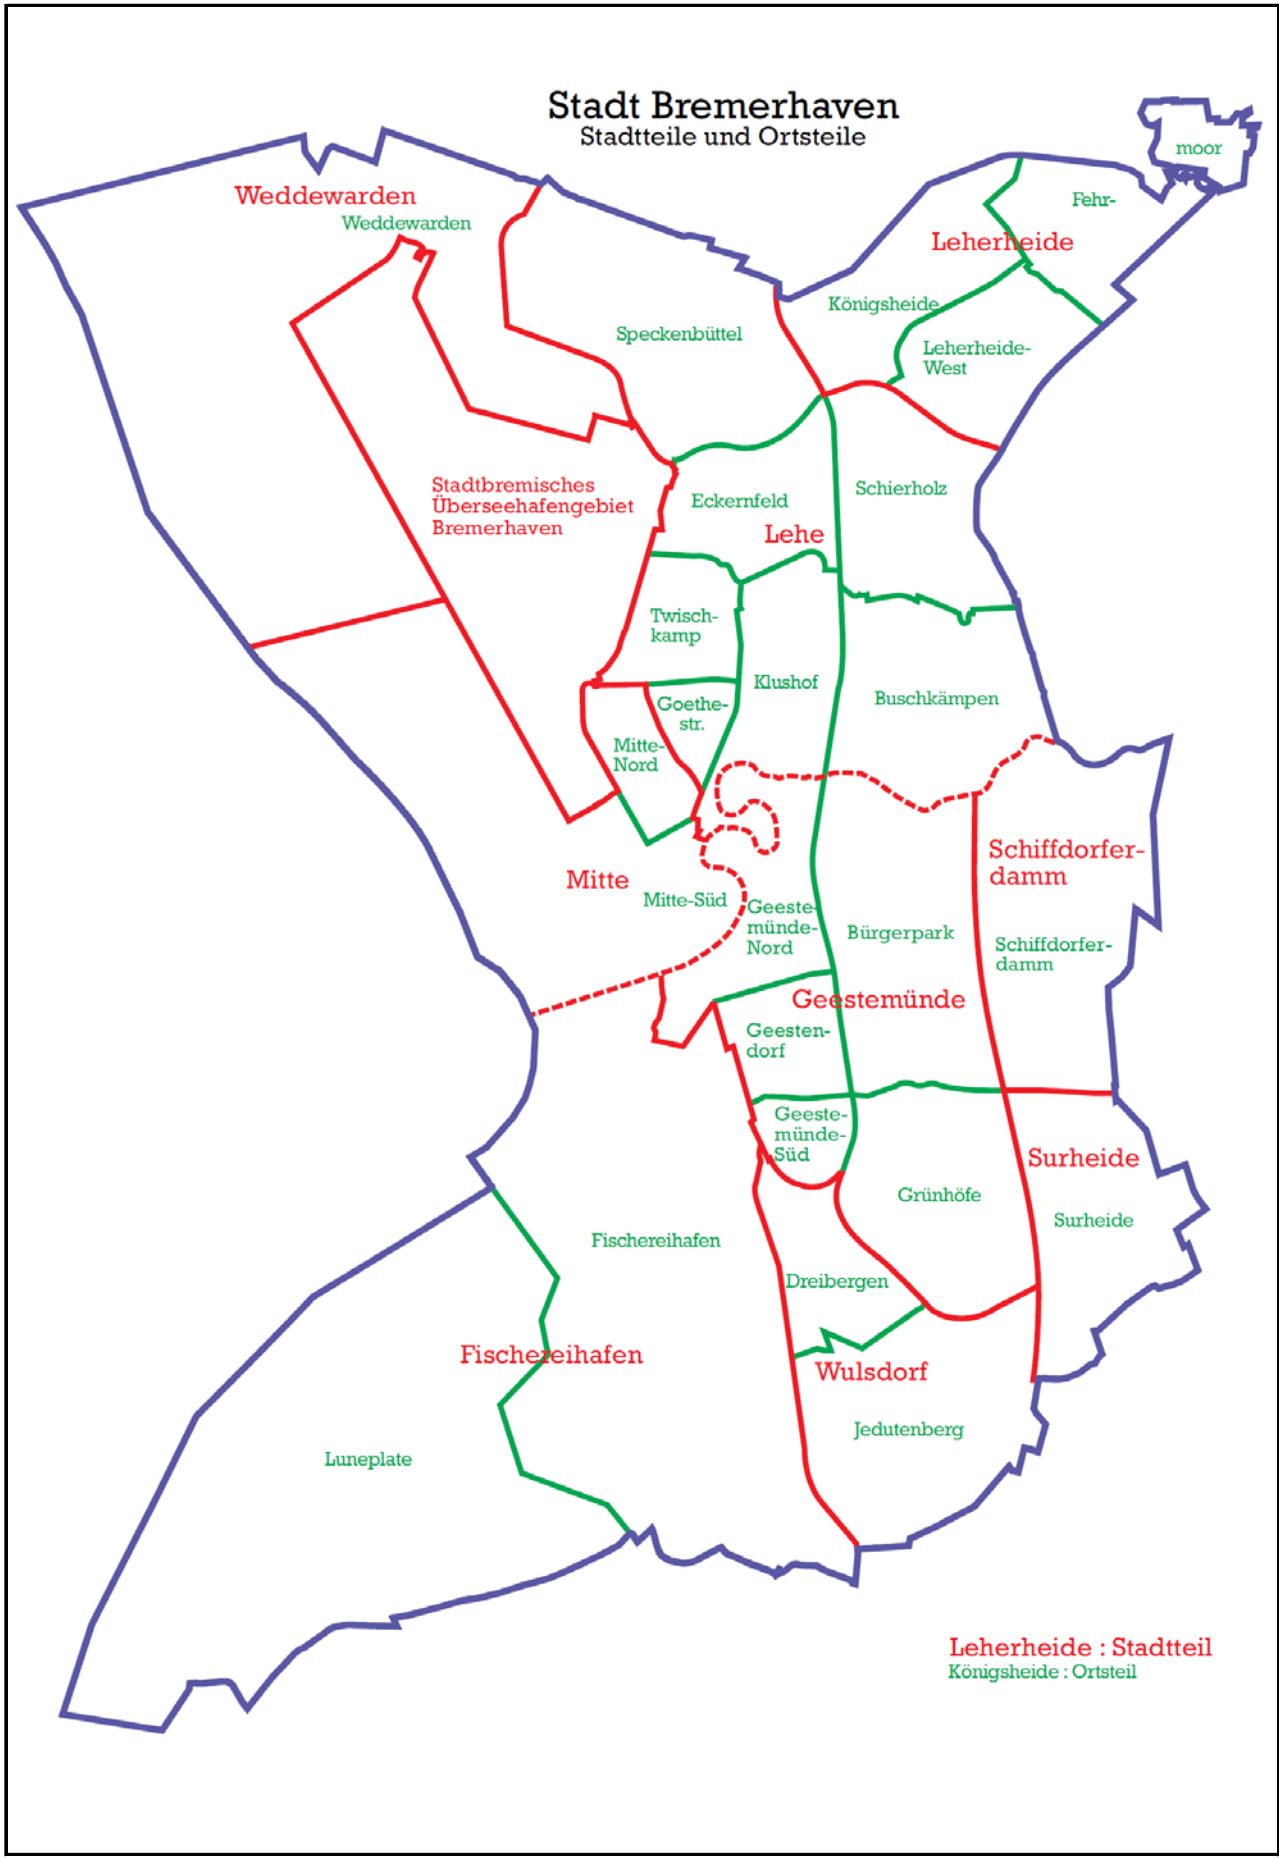 Stadt Bremerhaven
Stadtteile und Ortsteile
moor
Weddewarden
Weddewarden
Fehr-
Leherheide
Königsheide
Speckenbüttel
Leherheide-
West
Stadtbremisches
Überseehafengebiet
Bremerhaven
Eckernfeld
Schierholz
Lehe
Twisch-
kamp
Klushof
Goethe-
str.
Buschkämpen
Mitte-
Nord
Schiffdorfer-
damm
Mitte
Mitte-Süd
Geeste-
münde-
Nord
Bürgerpark
Schiffdorfer-
damm
Geestemünde
Geesten-
dorf
Geeste-
münde-
Süd
Surheide
Grünhöfe
Surheide
Fischereihafen
Dreibergen
Fischereihafen
Wulsdorf
Jedutenberg
Luneplate
Leherheide : Stadtteil
Königsheide : Ortsteil